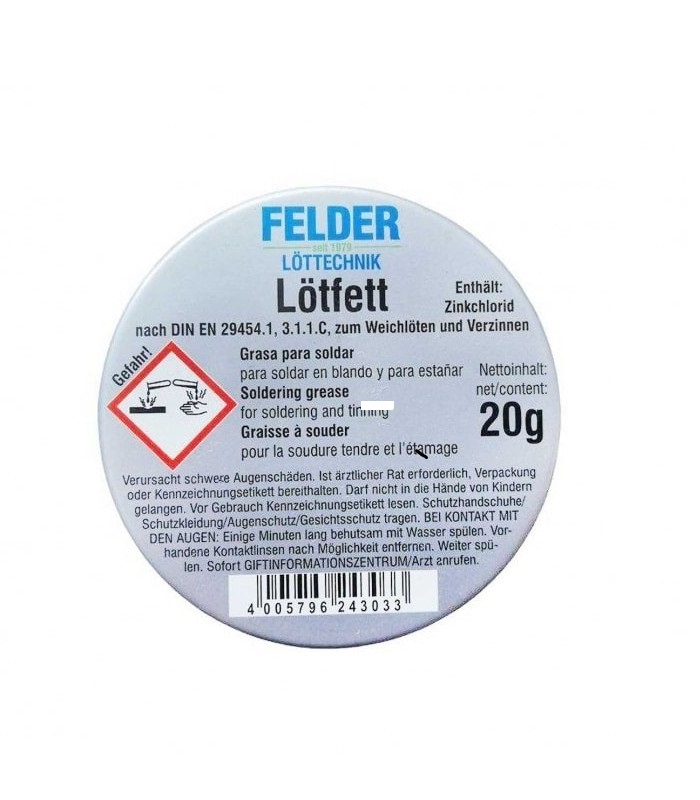 FELDER
seit 1979
LÖTTECHNIK
Lötfett
Enthält:
Zinkchlorid
nach DIN EN 29454.1, 3.1.1.C, zum Weichlöten und Verzinnen
Gefahr!
Grasa para soldar
para soldar en blando y para estañar
Soldering grease
for soldering and tinning
Graisse à souder
pour la soudure tendre et l'étamage
Nettoinhalt:
net/content:
20g
Verursacht schwere Augenschäden. Ist ärztlicher Rat erforderlich, Verpackung
oder Kennzeichnungsetikett bereithalten. Darf nicht in die Hände von Kindern
gelangen. Vor Gebrauch Kennzeichnungsetikett lesen. Schutzhandschuhe/
Schutzkleidung/Augenschutz/Gesichtsschutz tragen. BEI KONTAKT MIT
DEN AUGEN: Einige Minuten lang behutsam mit Wasser spülen. Vor-
handene Kontaktlinsen nach Möglichkeit entfernen. Weiter spü-
len. Sofort GIFTINFORMATIONSZENTRUM/Arzt anrufen.
4 005796 243033